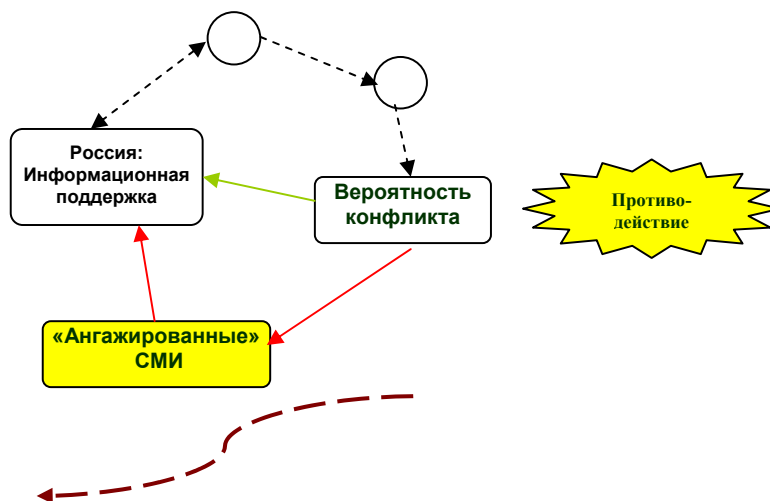 Россия:
Информационная
поддержка
Вероятность
конфликта
Противо-
действие
«Ангажированные»
СМИ